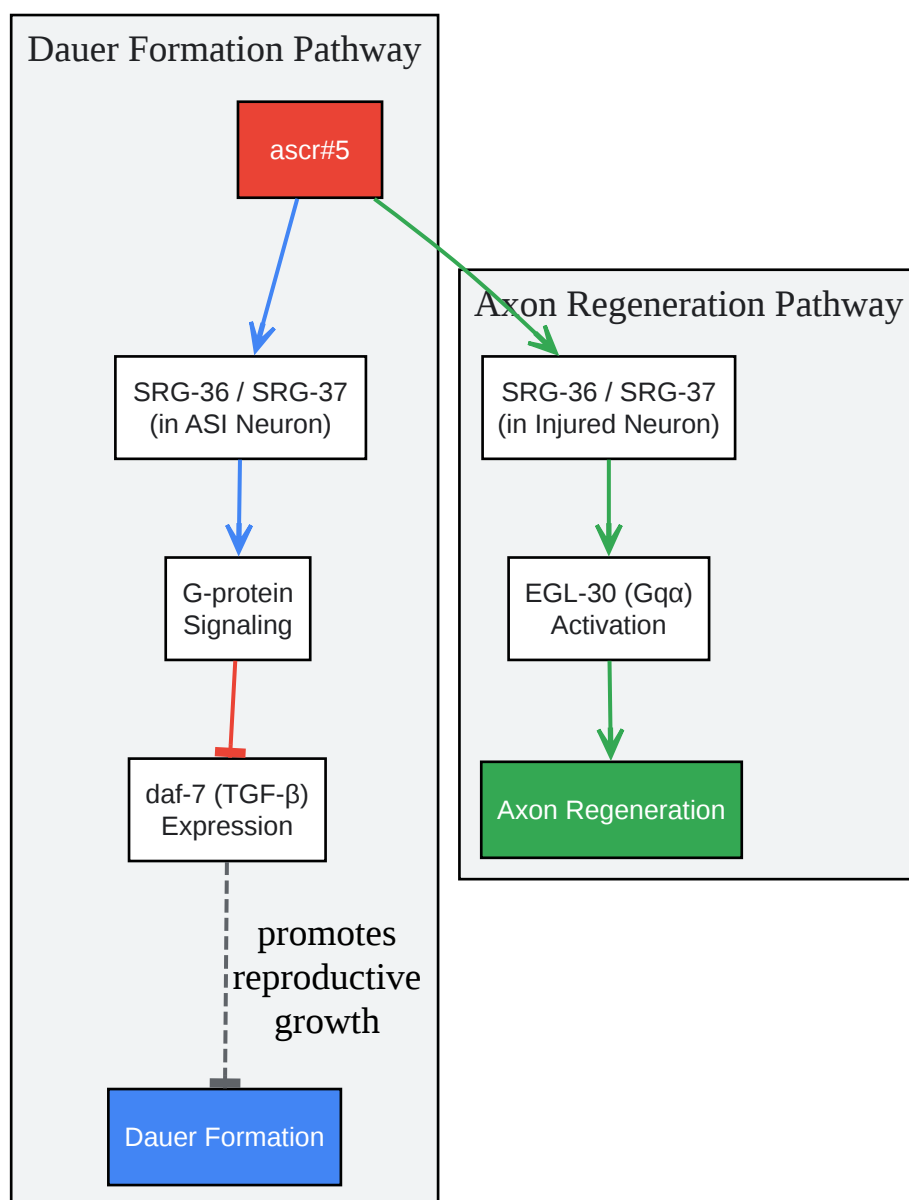 Dauer Formation Pathway
ascr#5
SRG-36 / SRG-37
(in ASI Neuron)
G-protein
Signaling
daf-7 (TGF-β)
Expression
promotes
reproductive
growth
Dauer Formation
Axon Regeneration Pathway
SRG-36 / SRG-37
(in Injured Neuron)
EGL-30 (Gqα)
Activation
Axon Regeneration